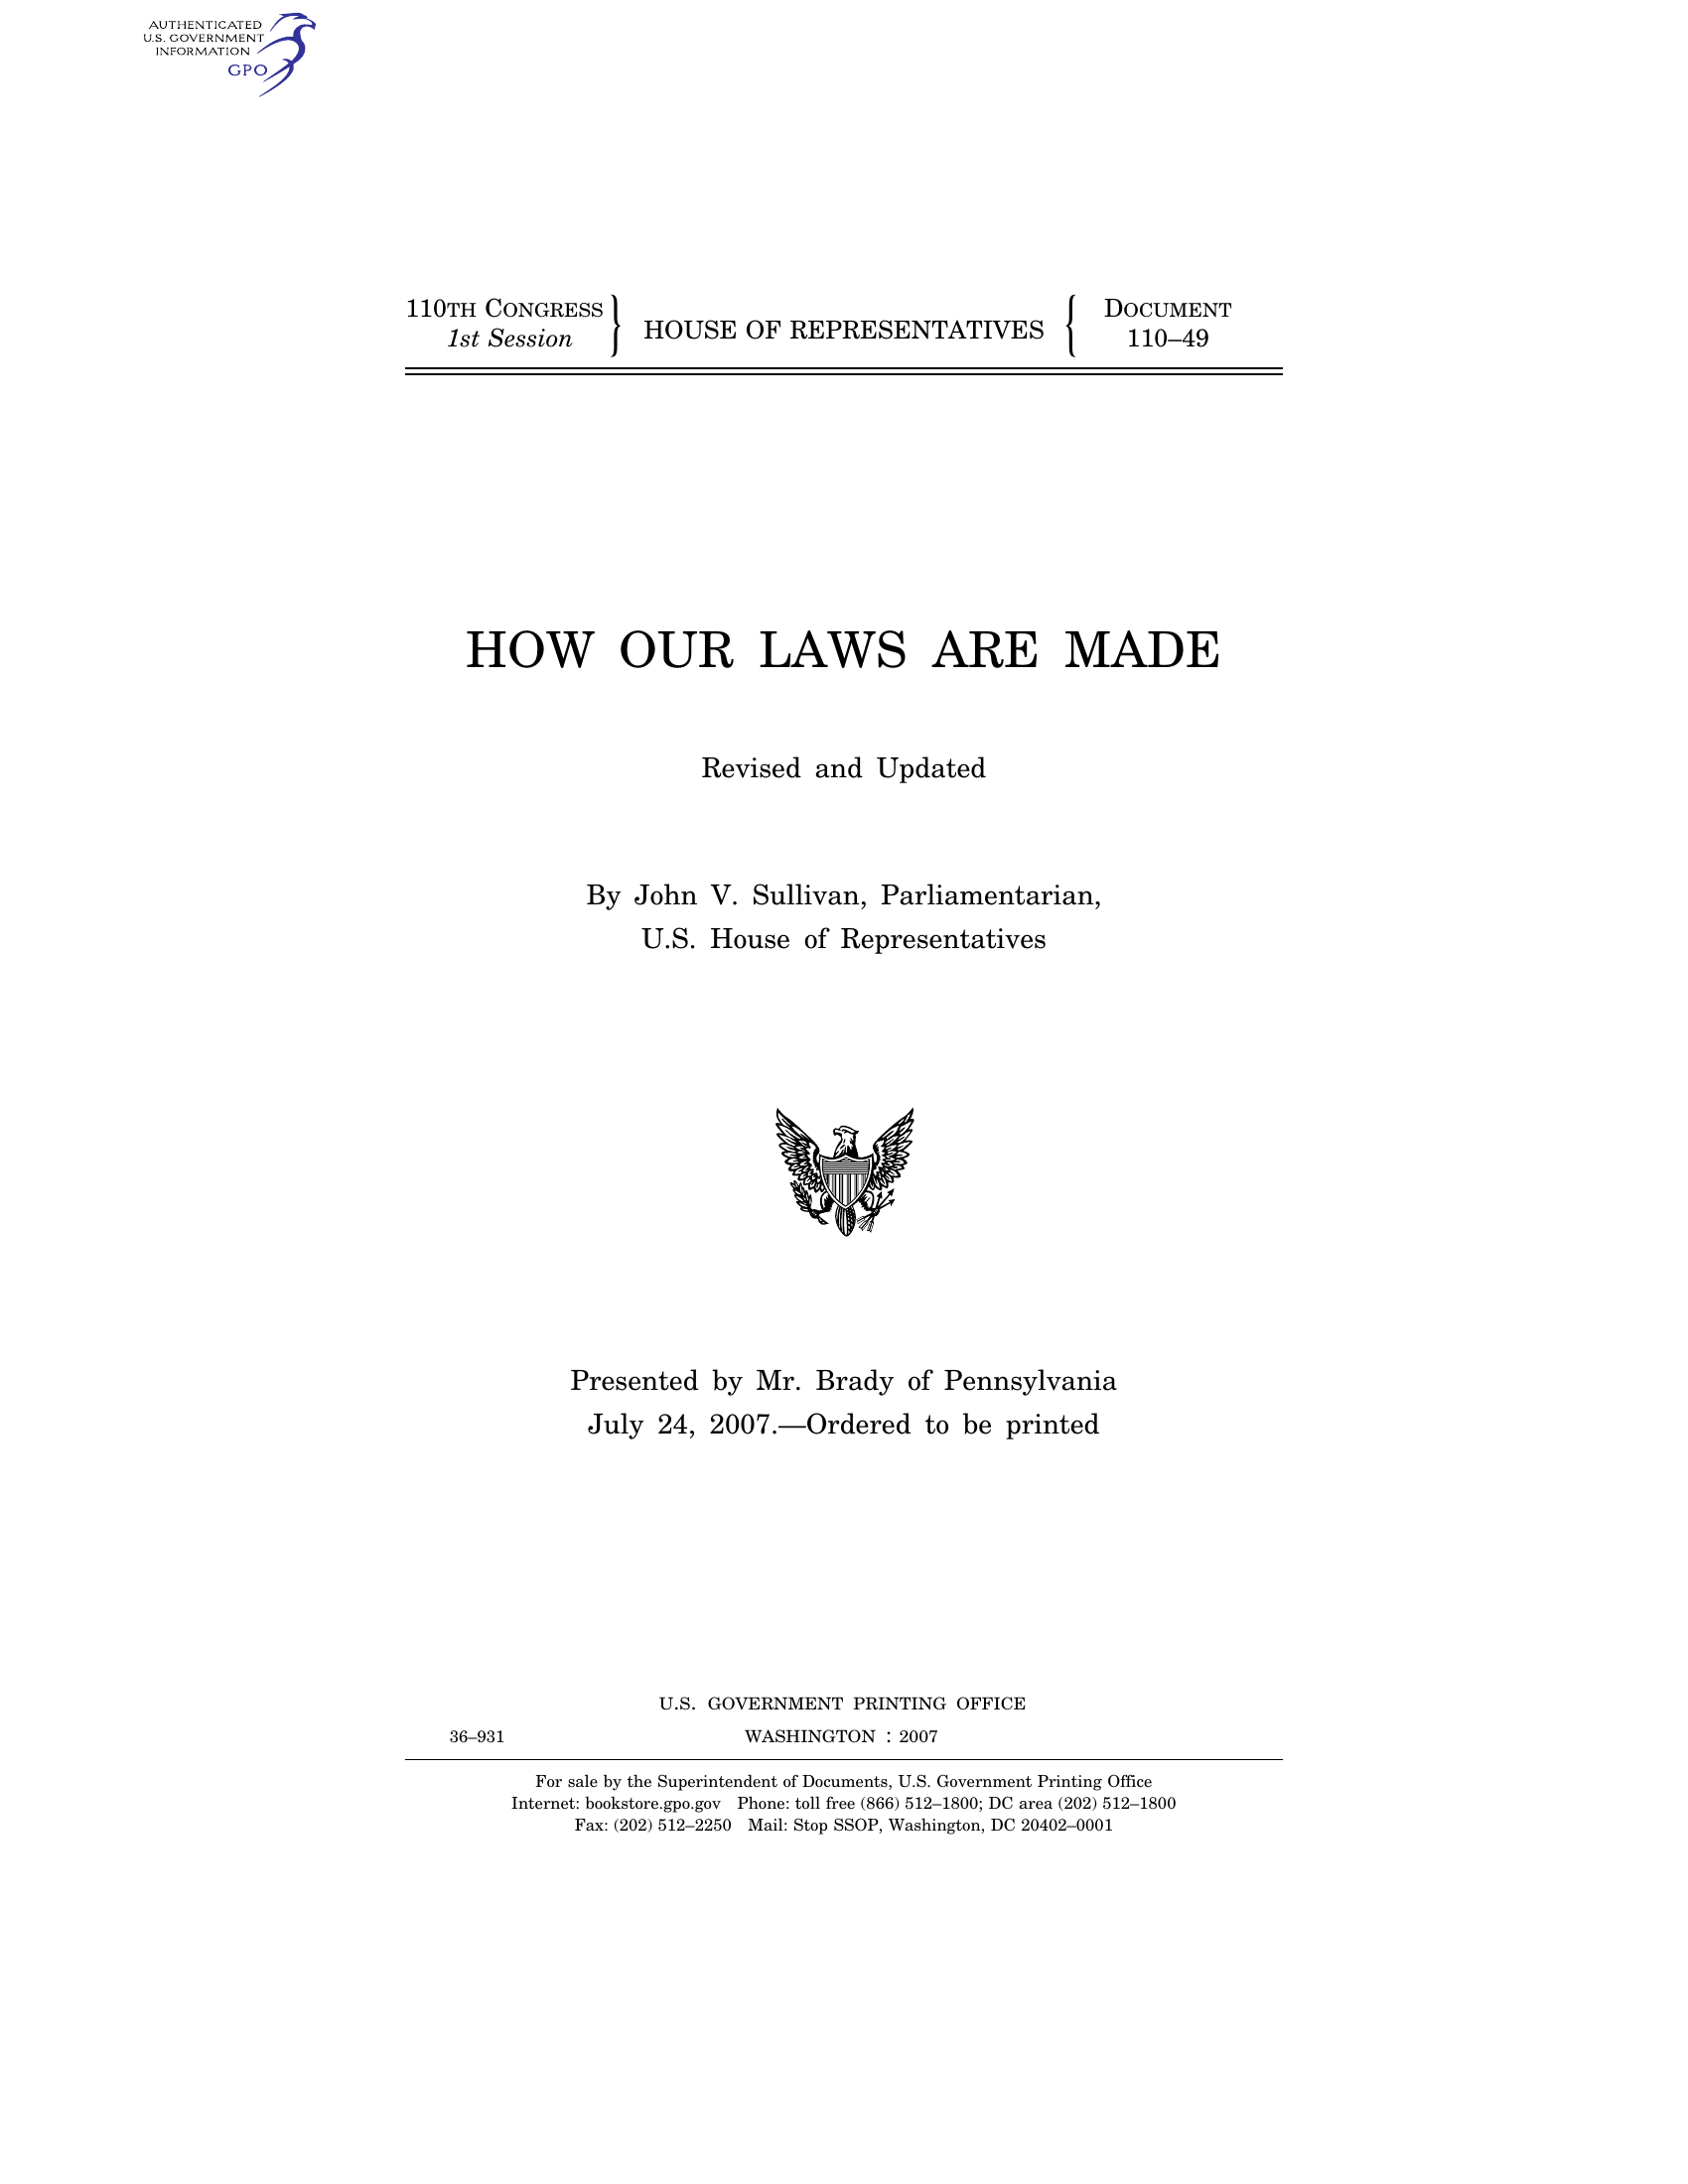 AUTHENTICATED
U.S. GOVERNMENT
INFORMATION
GPO
110TH CONGRESS
1st Session
HOUSE OF REPRESENTATIVES
DOCUMENT
110–49
HOW OUR LAWS ARE MADE
Revised and Updated
By John V. Sullivan, Parliamentarian,
U.S. House of Representatives
Presented by Mr. Brady of Pennsylvania
July 24, 2007.—Ordered to be printed
U.S. GOVERNMENT PRINTING OFFICE
36–931 WASHINGTON : 2007
For sale by the Superintendent of Documents, U.S. Government Printing Office
Internet: bookstore.gpo.gov Phone: toll free (866) 512–1800; DC area (202) 512–1800
Fax: (202) 512–2250 Mail: Stop SSOP, Washington, DC 20402–0001